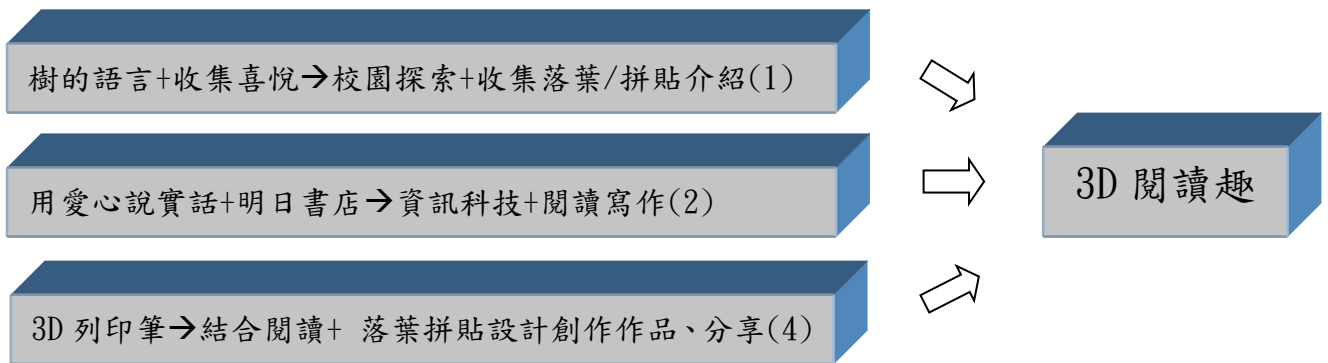 樹的語言+收集喜悅→校園探索+收集落葉/拼貼介紹(1)
用愛心說實話+明日書店→資訊科技+閱讀寫作(2)
3D 列印筆→結合閱讀+ 落葉拼貼設計創作作品、分享(4)
3D 閱讀趣